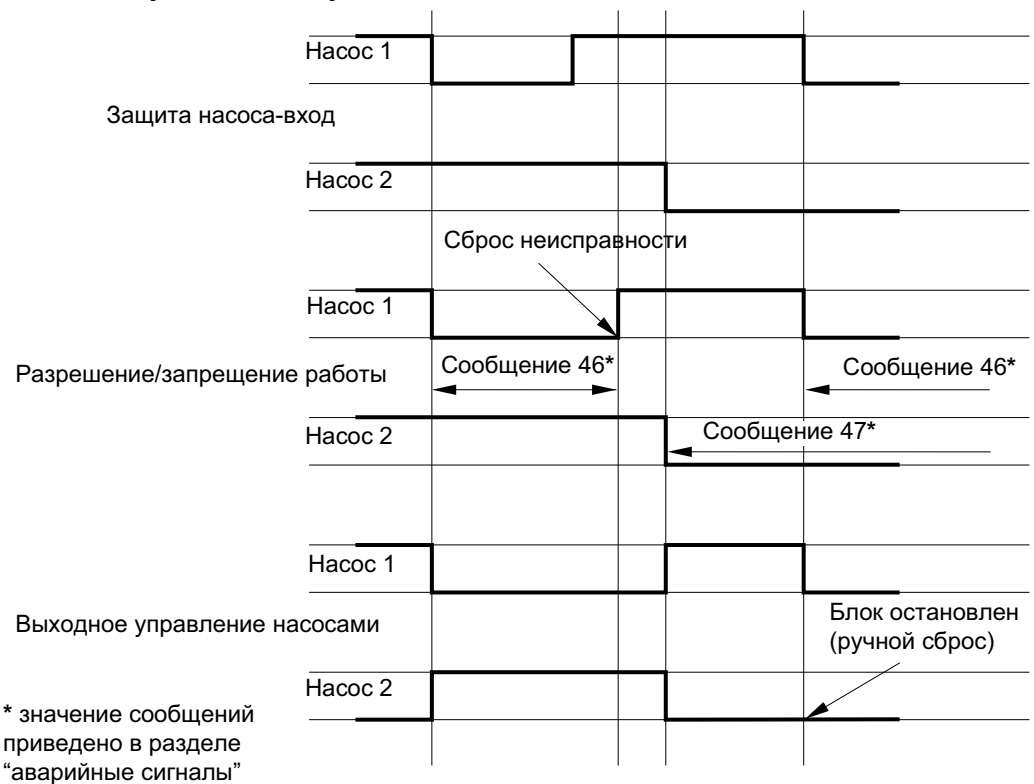 Насос 1
Защита насоса-вход
Насос 2
Сброс неисправности
Насос 1
Сообщение 46*
Сообщение 46*
Разрешение/запрещение работы
Насос 2
Сообщение 47*
Насос 1
Выходное управление насосами
Блок остановлен
(ручной сброс)
Насос 2
* значение сообщений
приведено в разделе
“аварийные сигналы”